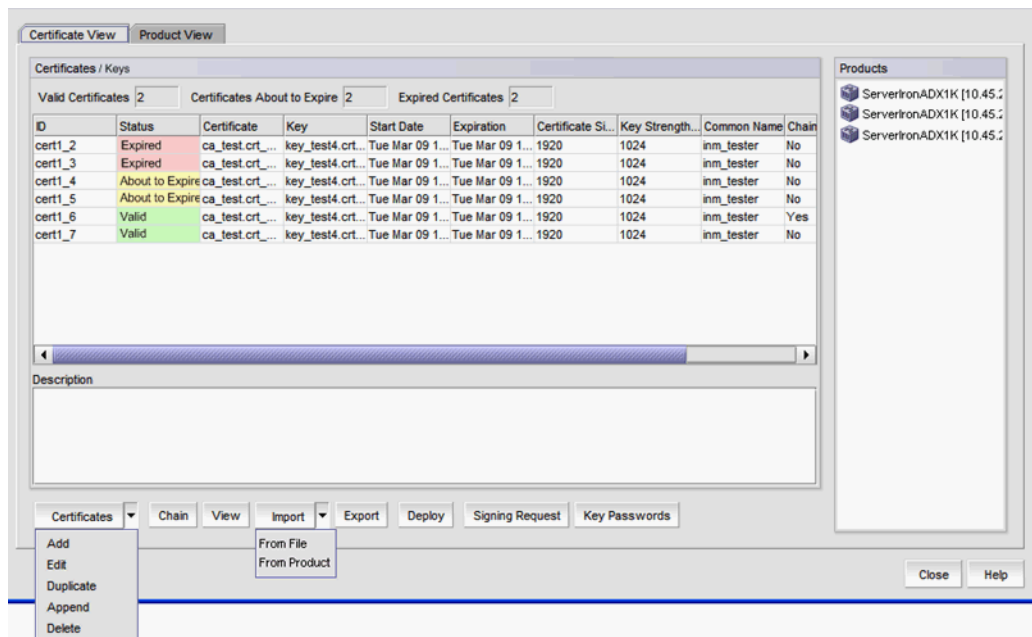 Certificate View Product View
Certificates / Keys
Valid Certificates 2 Certificates About to Expire 2 Expired Certificates 2
ID Status Certificate Key Start Date Expiration Certificate Si... Key Strength... Common Name Chain
cert1_2 Expired ca_test.crt_... key_test4.crt... Tue Mar 09 1... Tue Mar 09 1... 1920 1024 inm_tester No
cert1_3 Expired ca_test.crt_... key_test4.crt... Tue Mar 09 1... Tue Mar 09 1... 1920 1024 inm_tester No
cert1_4 About to Expire ca_test.crt_... key_test4.crt... Tue Mar 09 1... Tue Mar 09 1... 1920 1024 inm_tester No
cert1_5 About to Expire ca_test.crt_... key_test4.crt... Tue Mar 09 1... Tue Mar 09 1... 1920 1024 inm_tester No
cert1_6 Valid ca_test.crt_... key_test4.crt... Tue Mar 09 1... Tue Mar 09 1... 1920 1024 inm_tester Yes
cert1_7 Valid ca_test.crt_... key_test4.crt... Tue Mar 09 1... Tue Mar 09 1... 1920 1024 inm_tester No
Description
Products
ServerIronADX1K [10.45.2
ServerIronADX1K [10.45.2
ServerIronADX1K [10.45.2
Certificates Chain View Import Export Deploy Signing Request Key Passwords
Add
Edit
Duplicate
Append
Delete
From File
From Product
Close Help